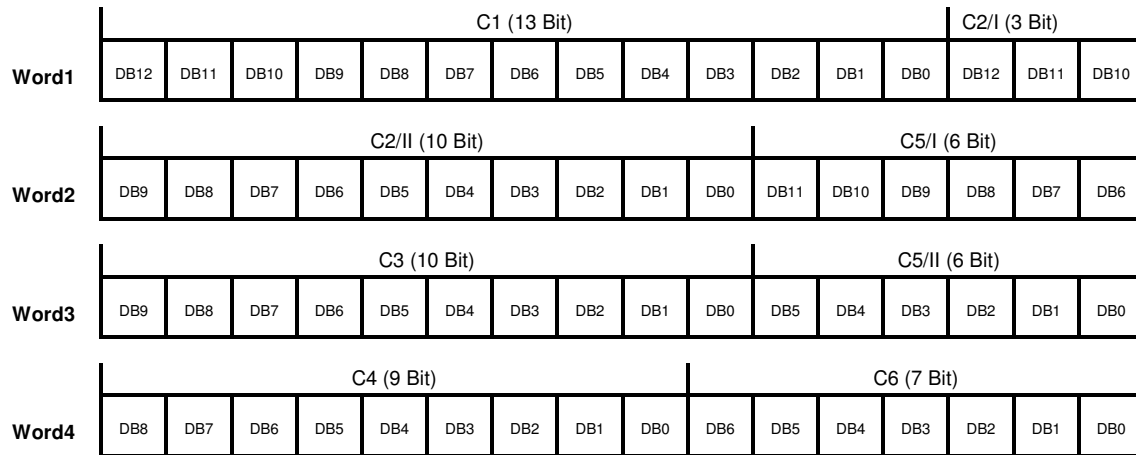 C1 (13 Bit) C2/I (3 Bit)
Word1 DB12 DB11 DB10 DB9 DB8 DB7 DB6 DB5 DB4 DB3 DB2 DB1 DB0 DB12 DB11 DB10
C2/II (10 Bit) C5/I (6 Bit)
Word2 DB9 DB8 DB7 DB6 DB5 DB4 DB3 DB2 DB1 DB0 DB11 DB10 DB9 DB8 DB7 DB6
C3 (10 Bit) C5/II (6 Bit)
Word3 DB9 DB8 DB7 DB6 DB5 DB4 DB3 DB2 DB1 DB0 DB5 DB4 DB3 DB2 DB1 DB0
C4 (9 Bit) C6 (7 Bit)
Word4 DB8 DB7 DB6 DB5 DB4 DB3 DB2 DB1 DB0 DB6 DB5 DB4 DB3 DB2 DB1 DB0